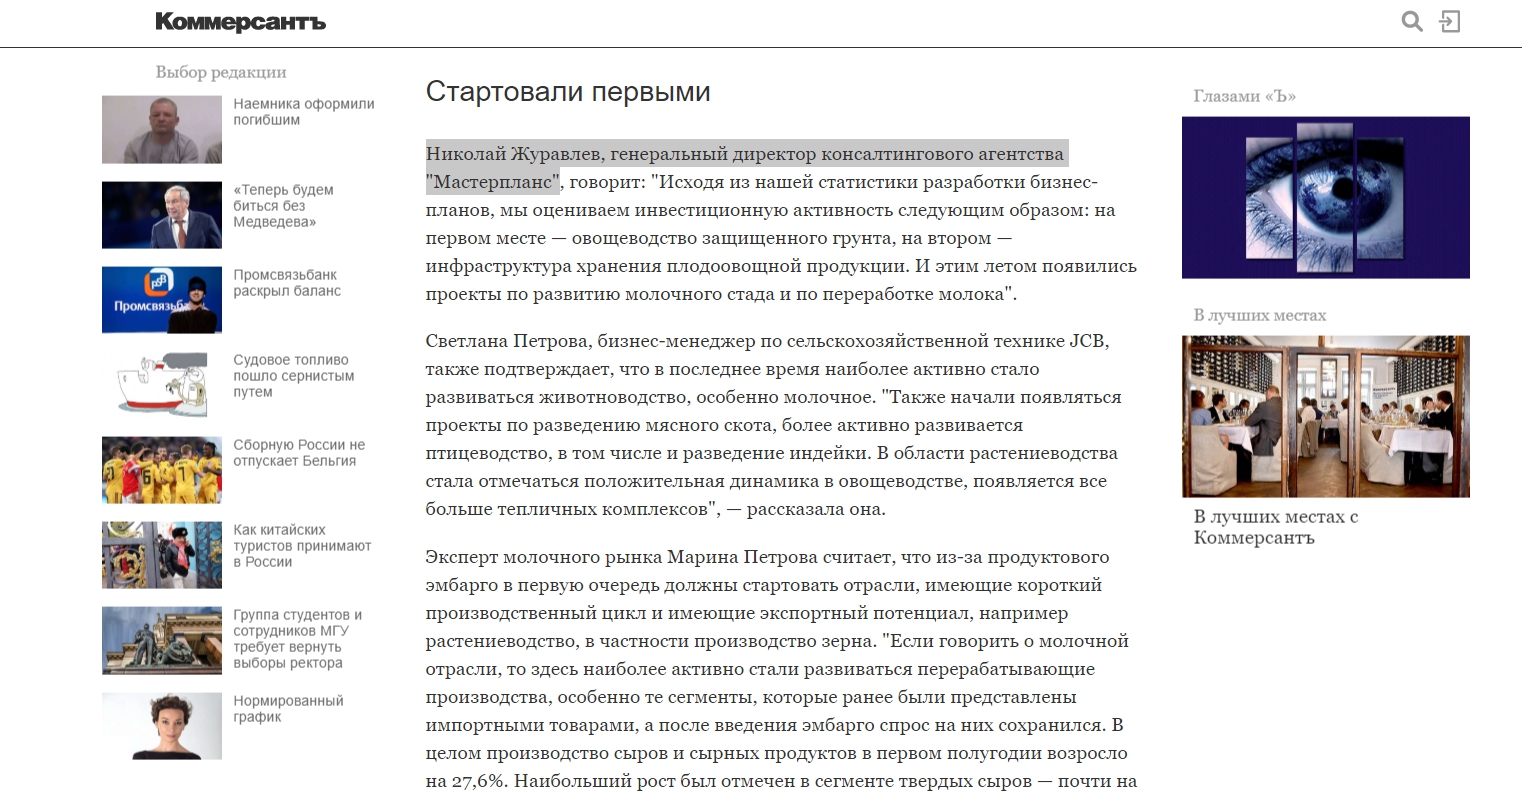 Коммерсантъ
Выбор редакции
Наемника оформили
погибшим
«Теперь будем
биться без
Медведева»
Промсвязьбанк
раскрыл баланс
PSB
Промсвязьба
Судовое топливо
пошло сернистым
путем
Сборную России не
отпускает Бельгия
Как китайских
туристов принимают
в России
Группа студентов и
сотрудников МГУ
требует вернуть
выборы ректора
Нормированный
график
Стартовали первыми
Николай Журавлев, генеральный директор консалтингового агентства
"Мастерпланс", говорит: "Исходя из нашей статистики разработки бизнес-
планов, мы оцениваем инвестиционную активность следующим образом: на
первом месте — овощеводство защищенного грунта, на втором —
инфраструктура хранения плодоовощной продукции. И этим летом появились
проекты по развитию молочного стада и по переработке молока".
Светлана Петрова, бизнес-менеджер по сельскохозяйственной технике JCB,
также подтверждает, что в последнее время наиболее активно стало
развиваться животноводство, особенно молочное. "Также начали появляться
проекты по разведению мясного скота, более активно развивается
птицеводство, в том числе и разведение индейки. В области растениеводства
стала отмечаться положительная динамика в овощеводстве, появляется все
больше тепличных комплексов", — рассказала она.
Эксперт молочного рынка Марина Петрова считает, что из-за продуктового
эмбарго в первую очередь должны стартовать отрасли, имеющие короткий
производственный цикл и имеющие экспортный потенциал, например
растениеводство, в частности производство зерна. "Если говорить о молочной
отрасли, то здесь наиболее активно стали развиваться перерабатывающие
производства, особенно те сегменты, которые ранее были представлены
импортными товарами, а после введения эмбарго спрос на них сохранился. В
целом производство сыров и сырных продуктов в первом полугодии возросло
на 27,6%. Наибольший рост был отмечен в сегменте твердых сыров — почти на
Глазами «Ъ»
В лучших местах
В лучших местах с
Коммерсантъ